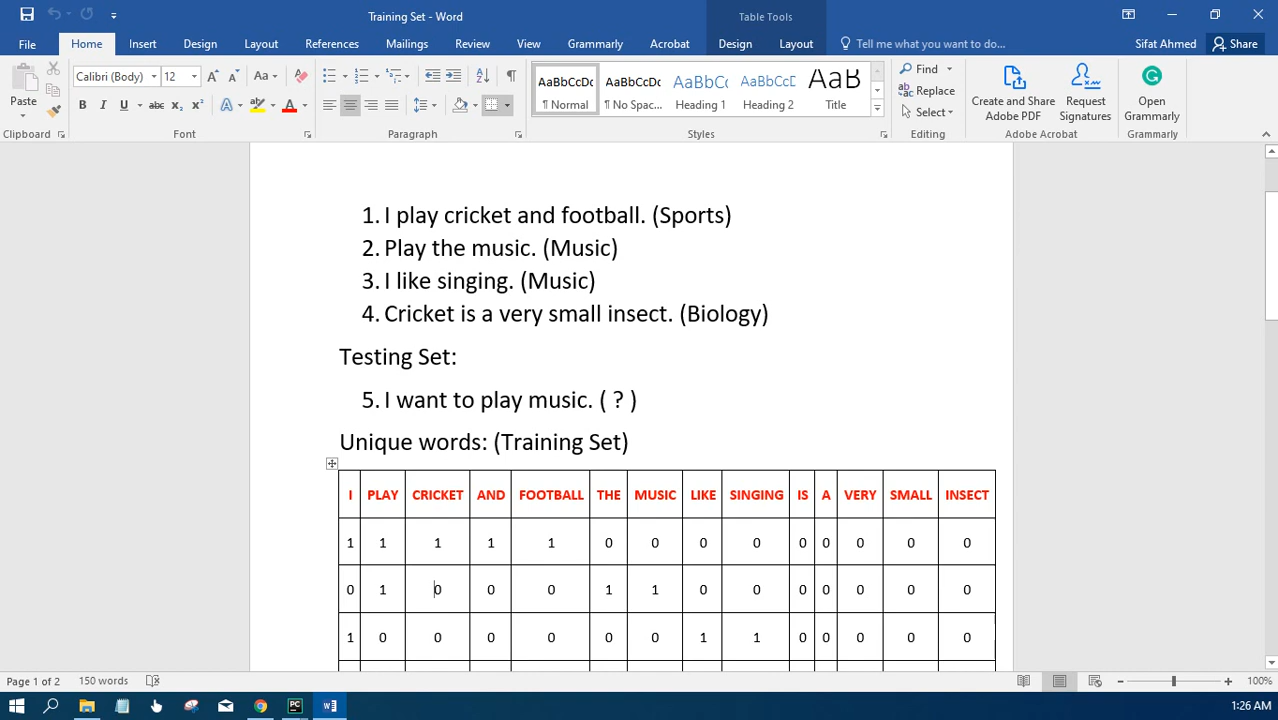 Training Set - Word
Table Tools
File Home Insert Design Layout References Mailings Review View Grammarly Acrobat Design Layout Tell me what you want to do... Sifat Ahmed Share
Calibri (Body) 12 Aa
AaBbCcDc AaBbCcDc AaBbCc AaBbCcD AaB
Find
Replace
Select
Paste
B I U abc x₂ x² A A
¶ Normal ¶ No Spac... Heading 1 Heading 2 Title
Create and Share Adobe PDF
Request Signatures
Open Grammarly
Clipboard Font Paragraph Styles Editing Adobe Acrobat Grammarly
1. I play cricket and football. (Sports)
2. Play the music. (Music)
3. I like singing. (Music)
4. Cricket is a very small insect. (Biology)
Testing Set:
5. I want to play music. ( ? )
Unique words: (Training Set)
I PLAY CRICKET AND FOOTBALL THE MUSIC LIKE SINGING IS A VERY SMALL INSECT
1 1 1 1 1 0 0 0 0 0 0 0 0 0
0 1 0 0 0 1 1 0 0 0 0 0 0 0
1 0 0 0 0 0 0 1 1 0 0 0 0 0
Page 1 of 2 150 words 100%
1:26 AM